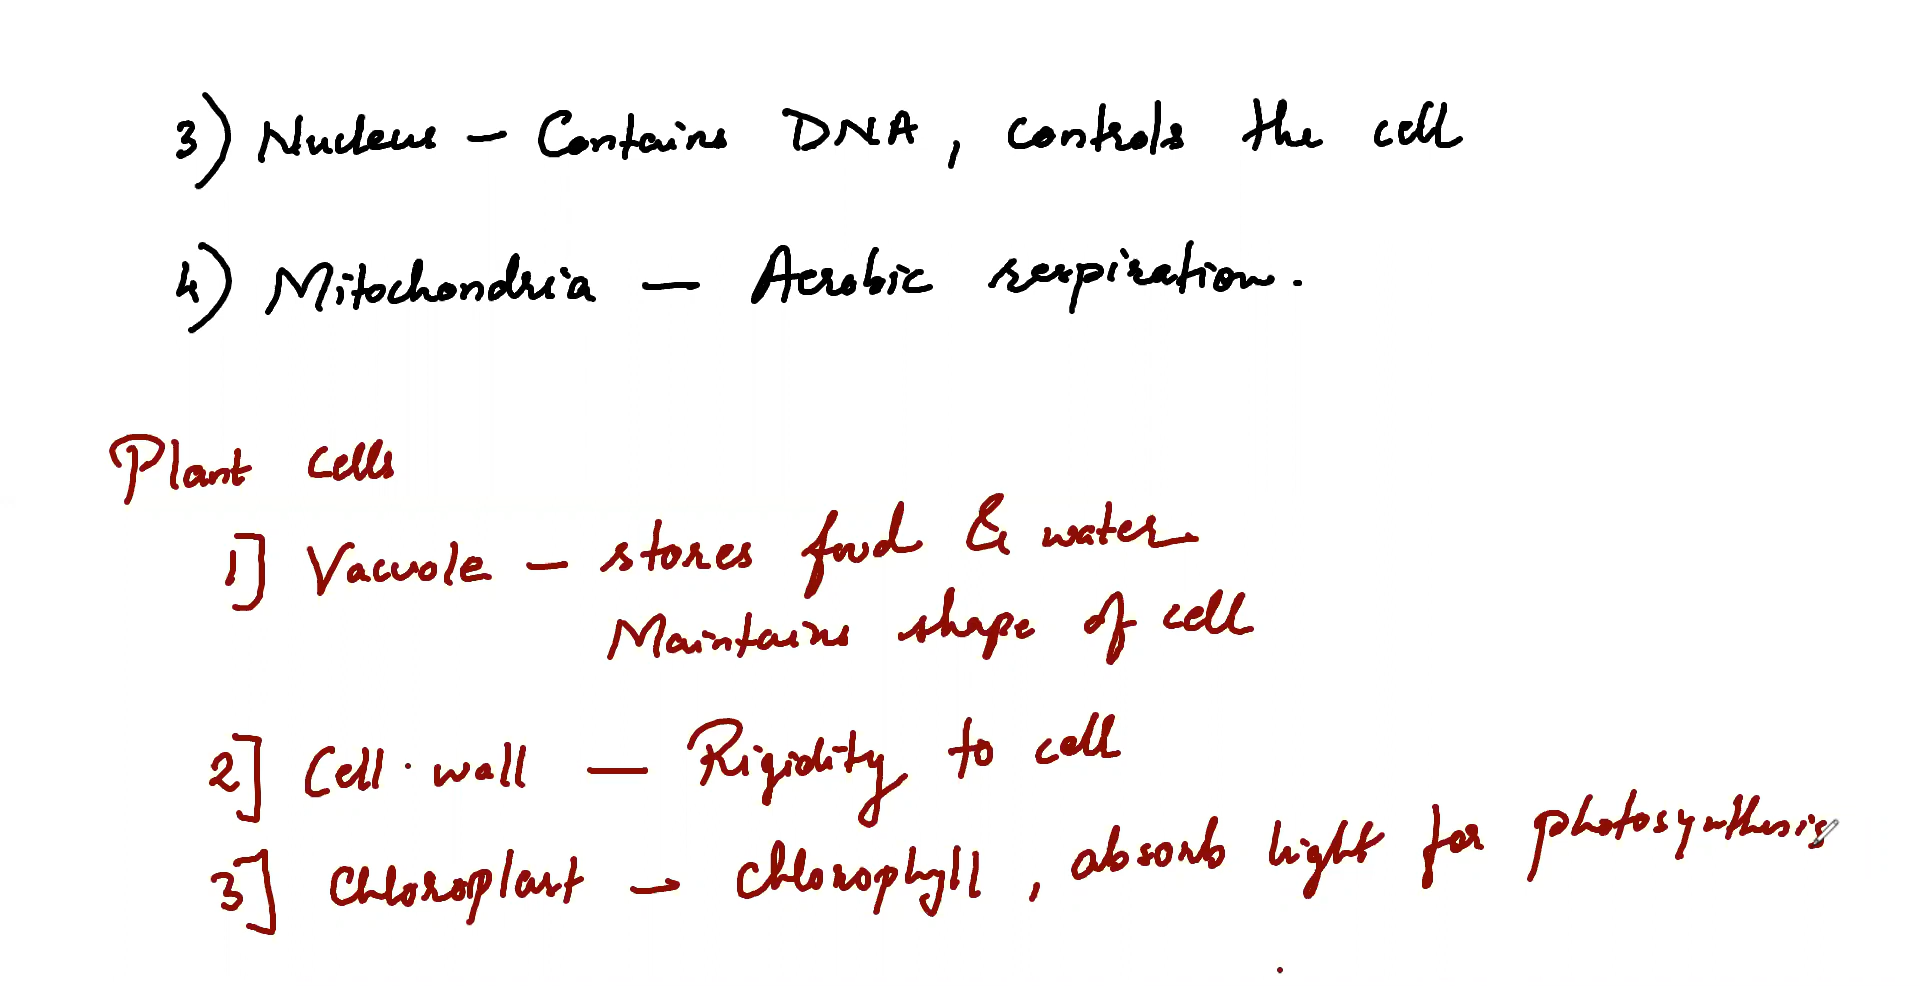 3) Nucleus - Contains DNA, controls the cell
4) Mitochondria - Aerobic respiration.
Plant cells
1] Vacuole - stores food & water
Maintains shape of cell
2] Cell wall - Rigidity to cell
3] Chloroplast - chlorophyll, absorb light for photosynthesis